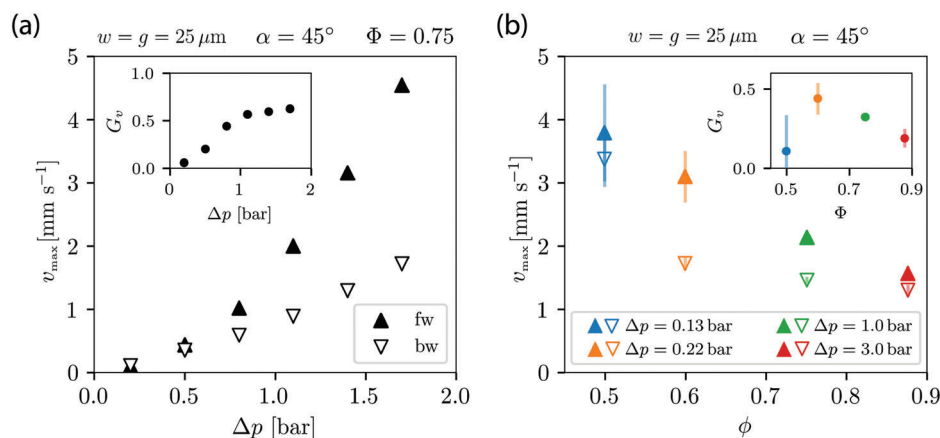 (a)
w = g = 25 μm α = 45° Φ = 0.75
5
4
3
2
1
0
v_max [mm s⁻¹]
0.0 0.5 1.0 1.5 2.0
Δp [bar]
1.0
0.5
0.0
G_v
0 1 2
Δp [bar]
fw
bw
(b)
w = g = 25 μm α = 45°
5
4
3
2
1
0
v_max [mm s⁻¹]
0.5 0.6 0.7 0.8 0.9
ϕ
0.5
0.0
G_v
0.5 0.7 0.9
Φ
Δp = 0.13 bar Δp = 1.0 bar
Δp = 0.22 bar Δp = 3.0 bar